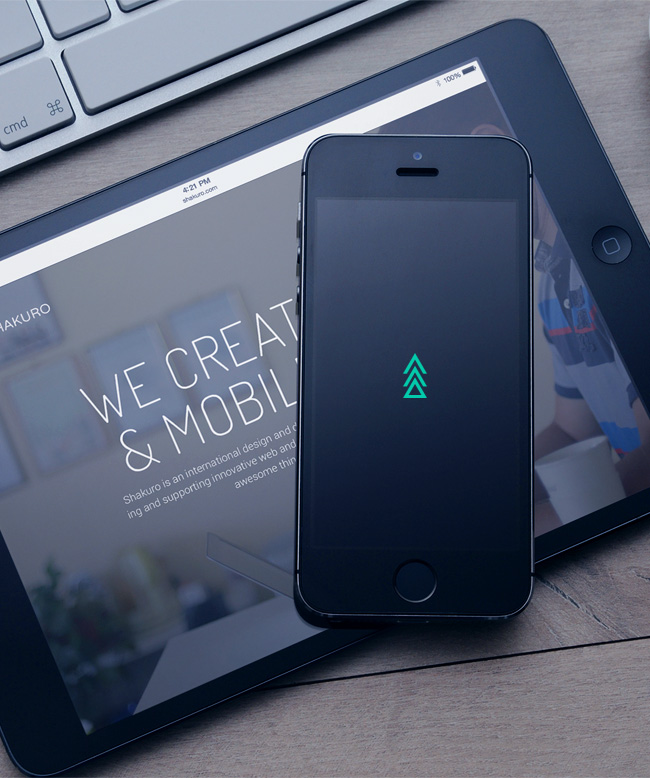 cmd ⌘
100%
4:21 PM
shakuro.com
HAKURO
WE CREAT
& MOBIL
Shakuro is an international design and d
ing and supporting innovative web and
awesome thin